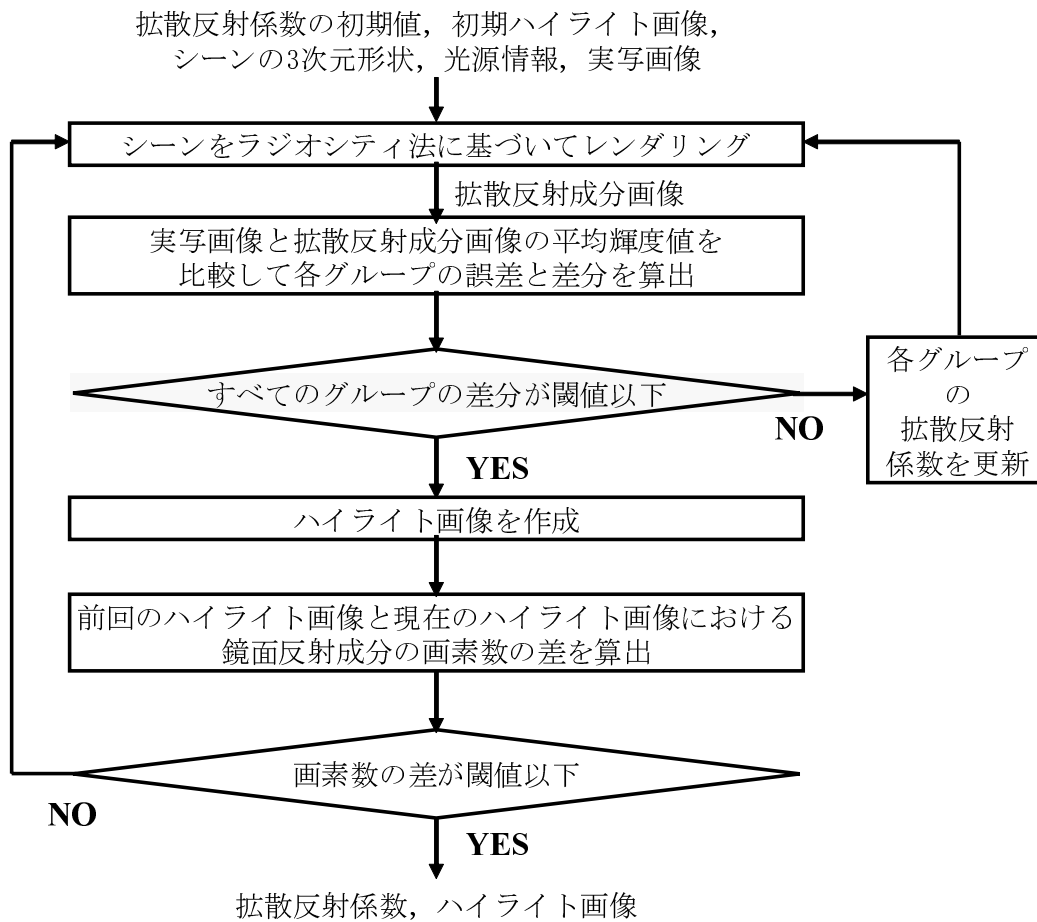 拡散反射係数の初期値，初期ハイライト画像，
シーンの3次元形状，光源情報，実写画像
シーンをラジオシティ法に基づいてレンダリング
拡散反射成分画像
実写画像と拡散反射成分画像の平均輝度値を
比較して各グループの誤差と差分を算出
すべてのグループの差分が閾値以下
NO
各グループ
の
拡散反射
係数を更新
YES
ハイライト画像を作成
前回のハイライト画像と現在のハイライト画像における
鏡面反射成分の画素数の差を算出
画素数の差が閾値以下
NO
YES
拡散反射係数，ハイライト画像